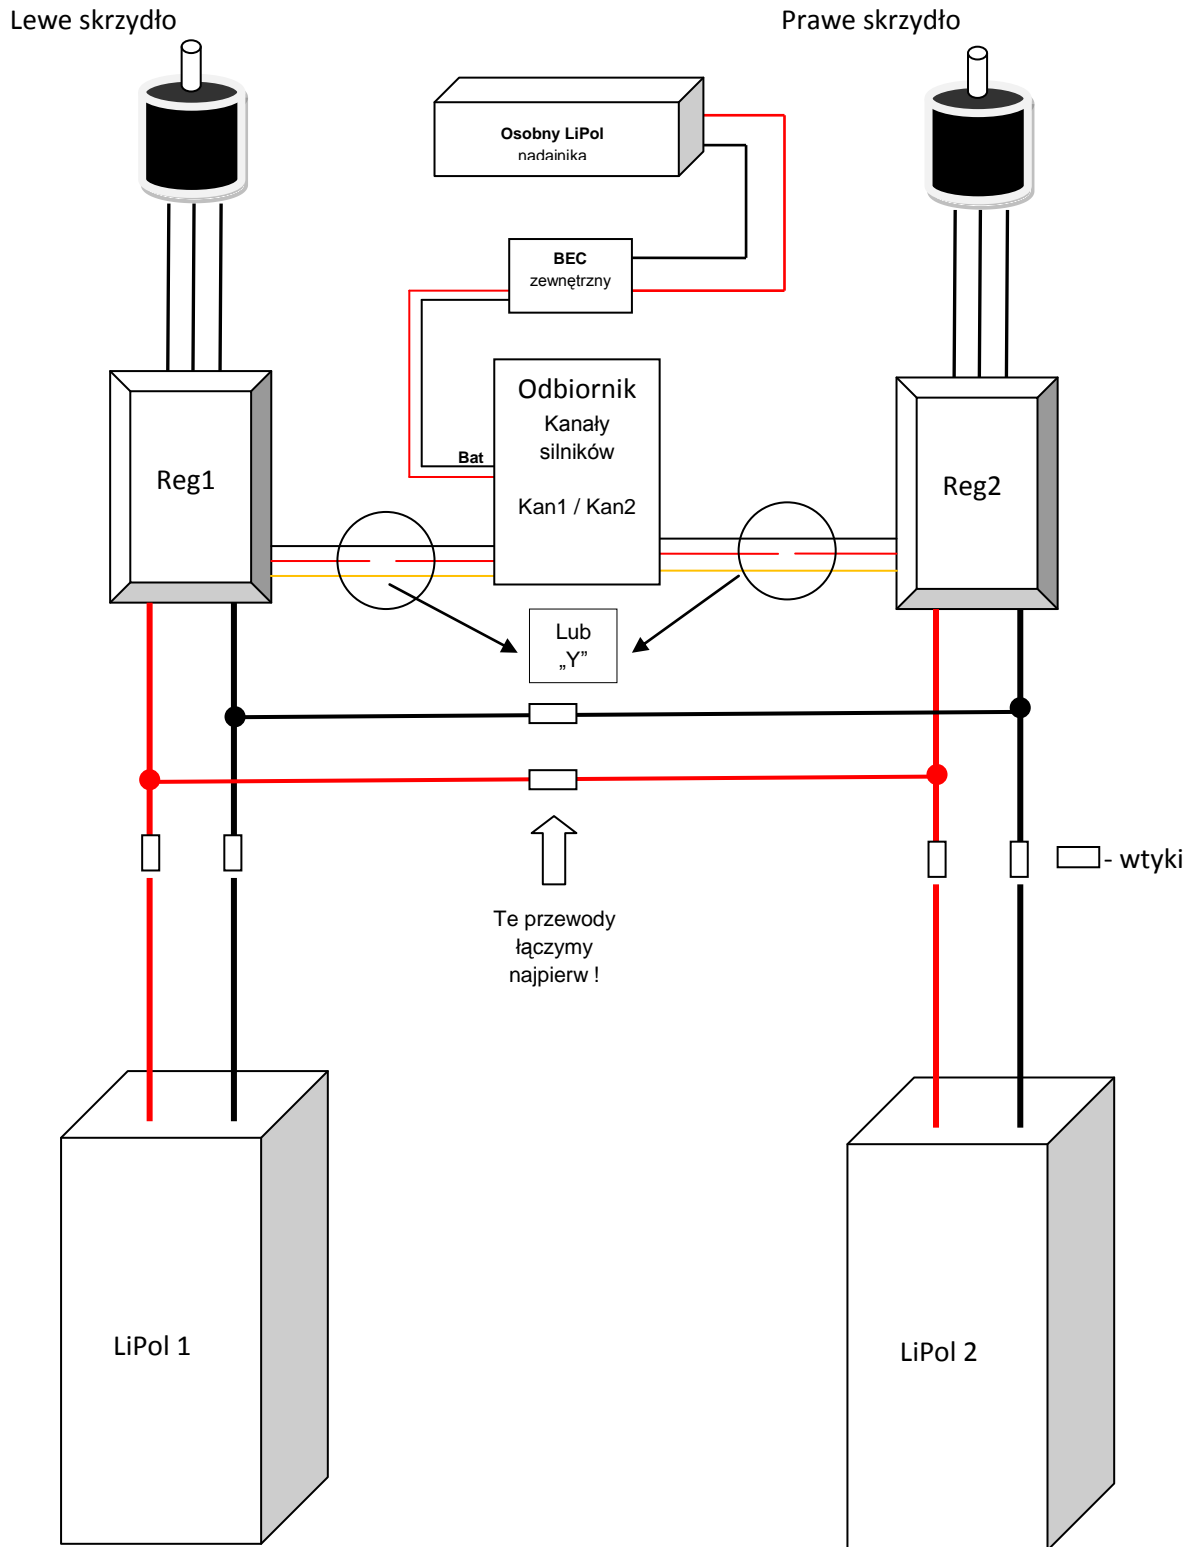 Lewe skrzydło
Prawe skrzydło
Osobny LiPol
nadajnika
BEC
zewnętrzny
Odbiornik
Kanały
silników
Kan1 / Kan2
Bat
Reg1
Reg2
Lub
„Y”
- wtyki
Te przewody
łączymy
najpierw !
LiPol 1
LiPol 2